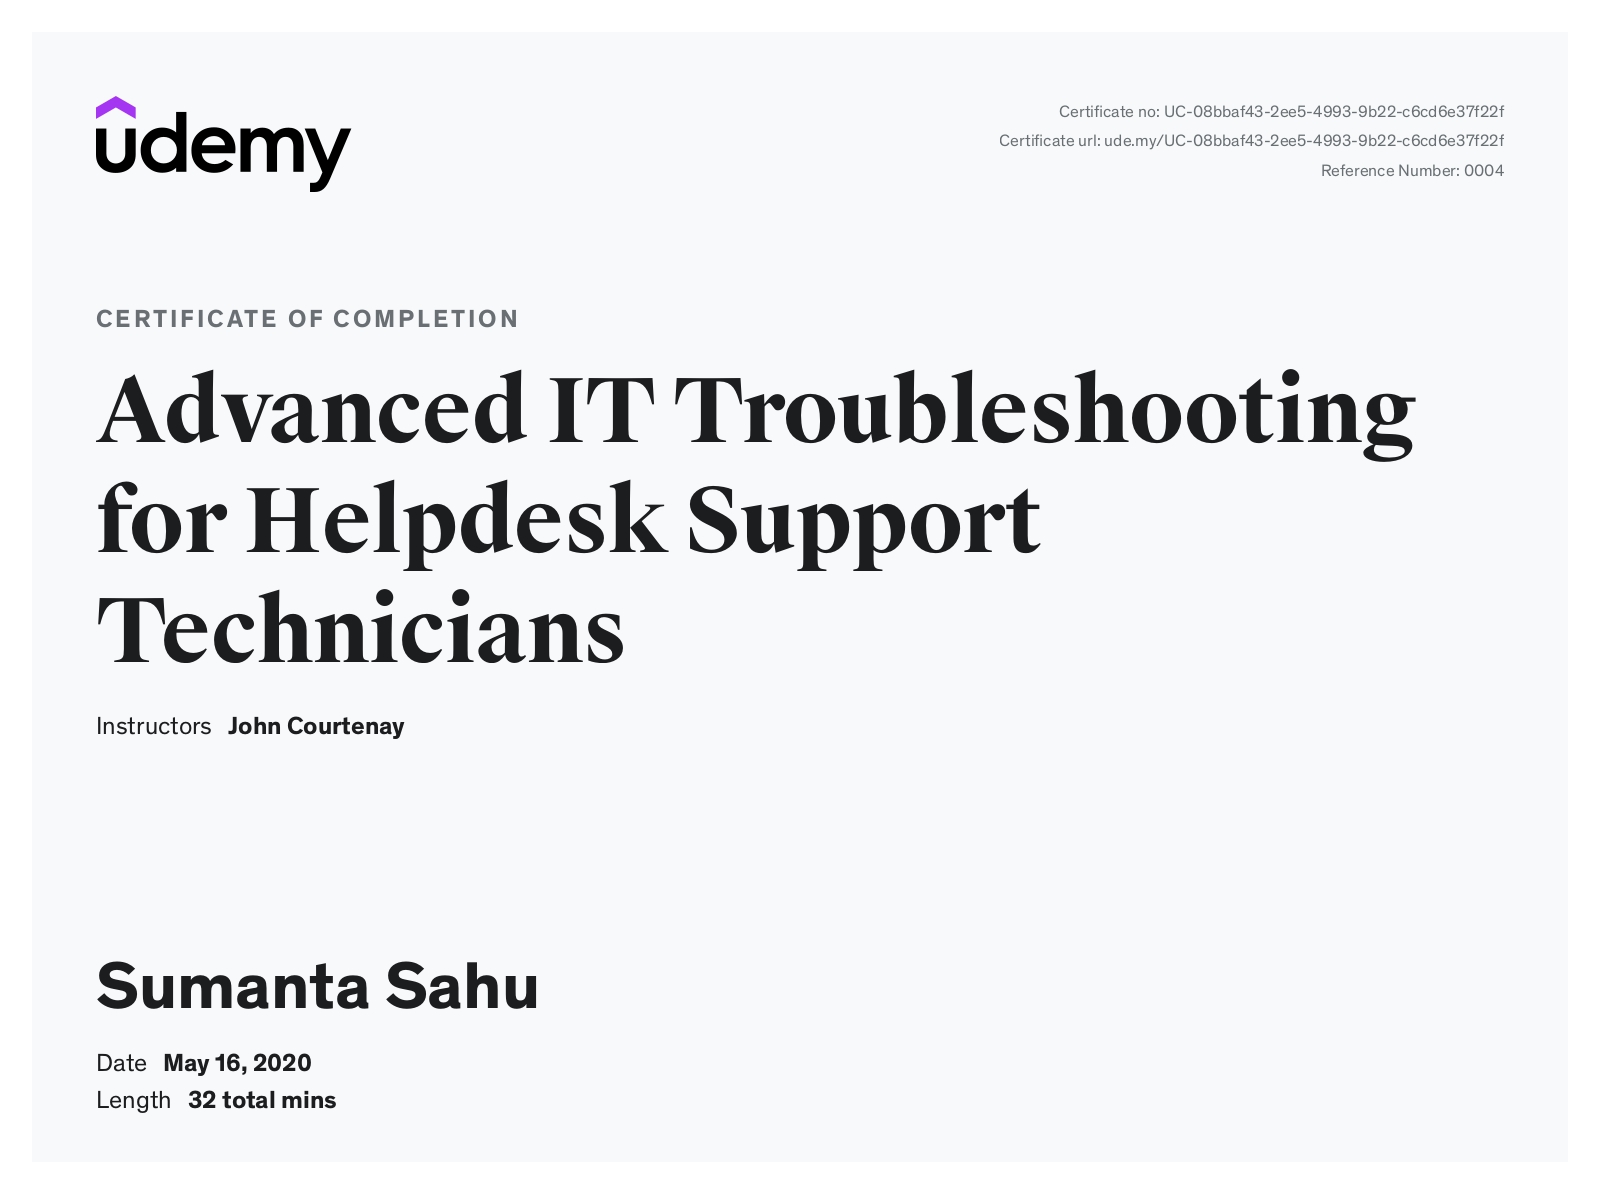 udemy
Certificate no: UC-08bbaf43-2ee5-4993-9b22-c6cd6e37f22f
Certificate url: ude.my/UC-08bbaf43-2ee5-4993-9b22-c6cd6e37f22f
Reference Number: 0004
CERTIFICATE OF COMPLETION
Advanced IT Troubleshooting
for Helpdesk Support
Technicians
Instructors John Courtenay
Sumanta Sahu
Date May 16, 2020
Length 32 total mins